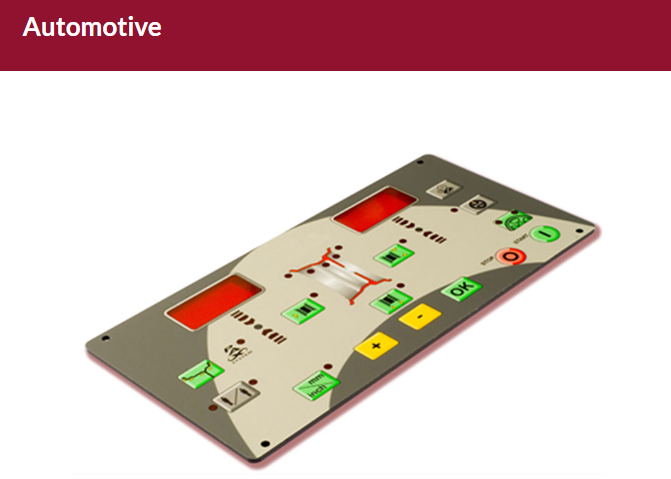 Automotive
START
STOP
OK
-
+
mm
inch